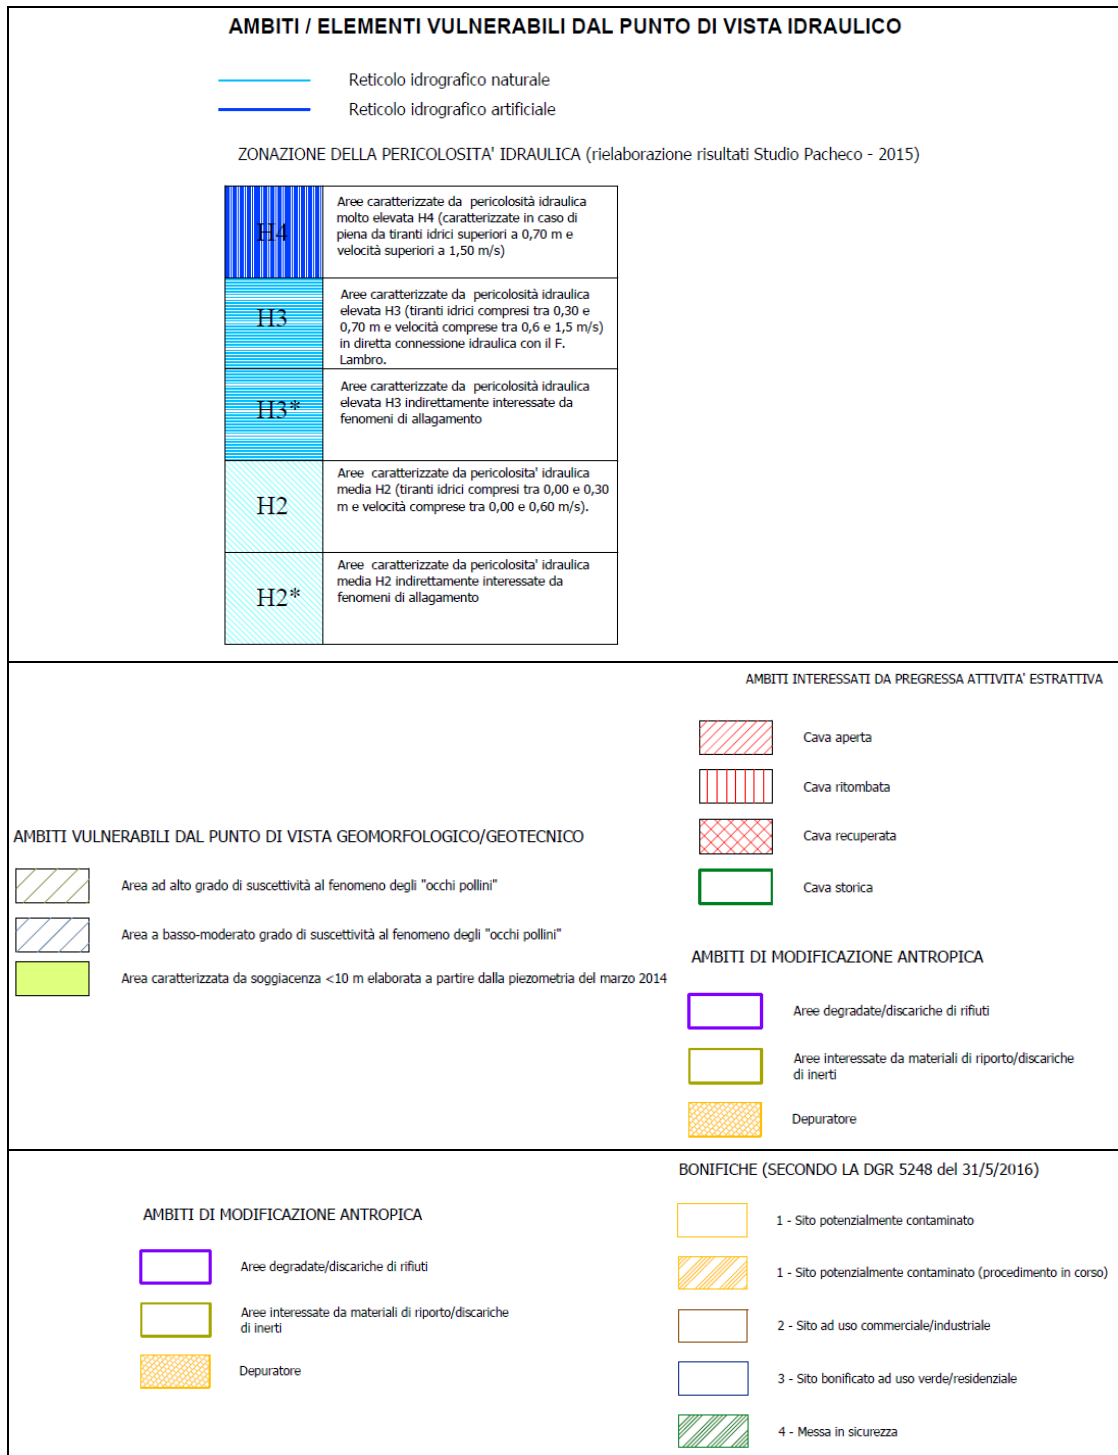 AMBITI / ELEMENTI VULNERABILI DAL PUNTO DI VISTA IDRAULICO
Reticolo idrografico naturale
Reticolo idrografico artificiale
ZONAZIONE DELLA PERICOLOSITA' IDRAULICA (rielaborazione risultati Studio Pacheco - 2015)
H4
Aree caratterizzate da pericolosità idraulica
molto elevata H4 (caratterizzate in caso di
piena da tiranti idrici superiori a 0,70 m e
velocità superiori a 1,50 m/s)
H3
Aree caratterizzate da pericolosità idraulica
elevata H3 (tiranti idrici compresi tra 0,30 e
0,70 m e velocità comprese tra 0,6 e 1,5 m/s)
in diretta connessione idraulica con il F.
Lambro.
H3*
Aree caratterizzate da pericolosità idraulica
elevata H3 indirettamente interessate da
fenomeni di allagamento
H2
Aree caratterizzate da pericolosita' idraulica
media H2 (tiranti idrici compresi tra 0,00 e 0,30
m e velocità comprese tra 0,00 e 0,60 m/s).
H2*
Aree caratterizzate da pericolosita' idraulica
media H2 indirettamente interessate da
fenomeni di allagamento
AMBITI VULNERABILI DAL PUNTO DI VISTA GEOMORFOLOGICO/GEOTECNICO
Area ad alto grado di suscettività al fenomeno degli "occhi pollini"
Area a basso-moderato grado di suscettività al fenomeno degli "occhi pollini"
Area caratterizzata da soggiacenza <10 m elaborata a partire dalla piezometria del marzo 2014
AMBITI INTERESSATI DA PREGRESSA ATTIVITA' ESTRATTIVA
Cava aperta
Cava ritombata
Cava recuperata
Cava storica
AMBITI DI MODIFICAZIONE ANTROPICA
Aree degradate/discariche di rifiuti
Aree interessate da materiali di riporto/discariche
di inerti
Depuratore
AMBITI DI MODIFICAZIONE ANTROPICA
Aree degradate/discariche di rifiuti
Aree interessate da materiali di riporto/discariche
di inerti
Depuratore
BONIFICHE (SECONDO LA DGR 5248 del 31/5/2016)
1 - Sito potenzialmente contaminato
1 - Sito potenzialmente contaminato (procedimento in corso)
2 - Sito ad uso commerciale/industriale
3 - Sito bonificato ad uso verde/residenziale
4 - Messa in sicurezza